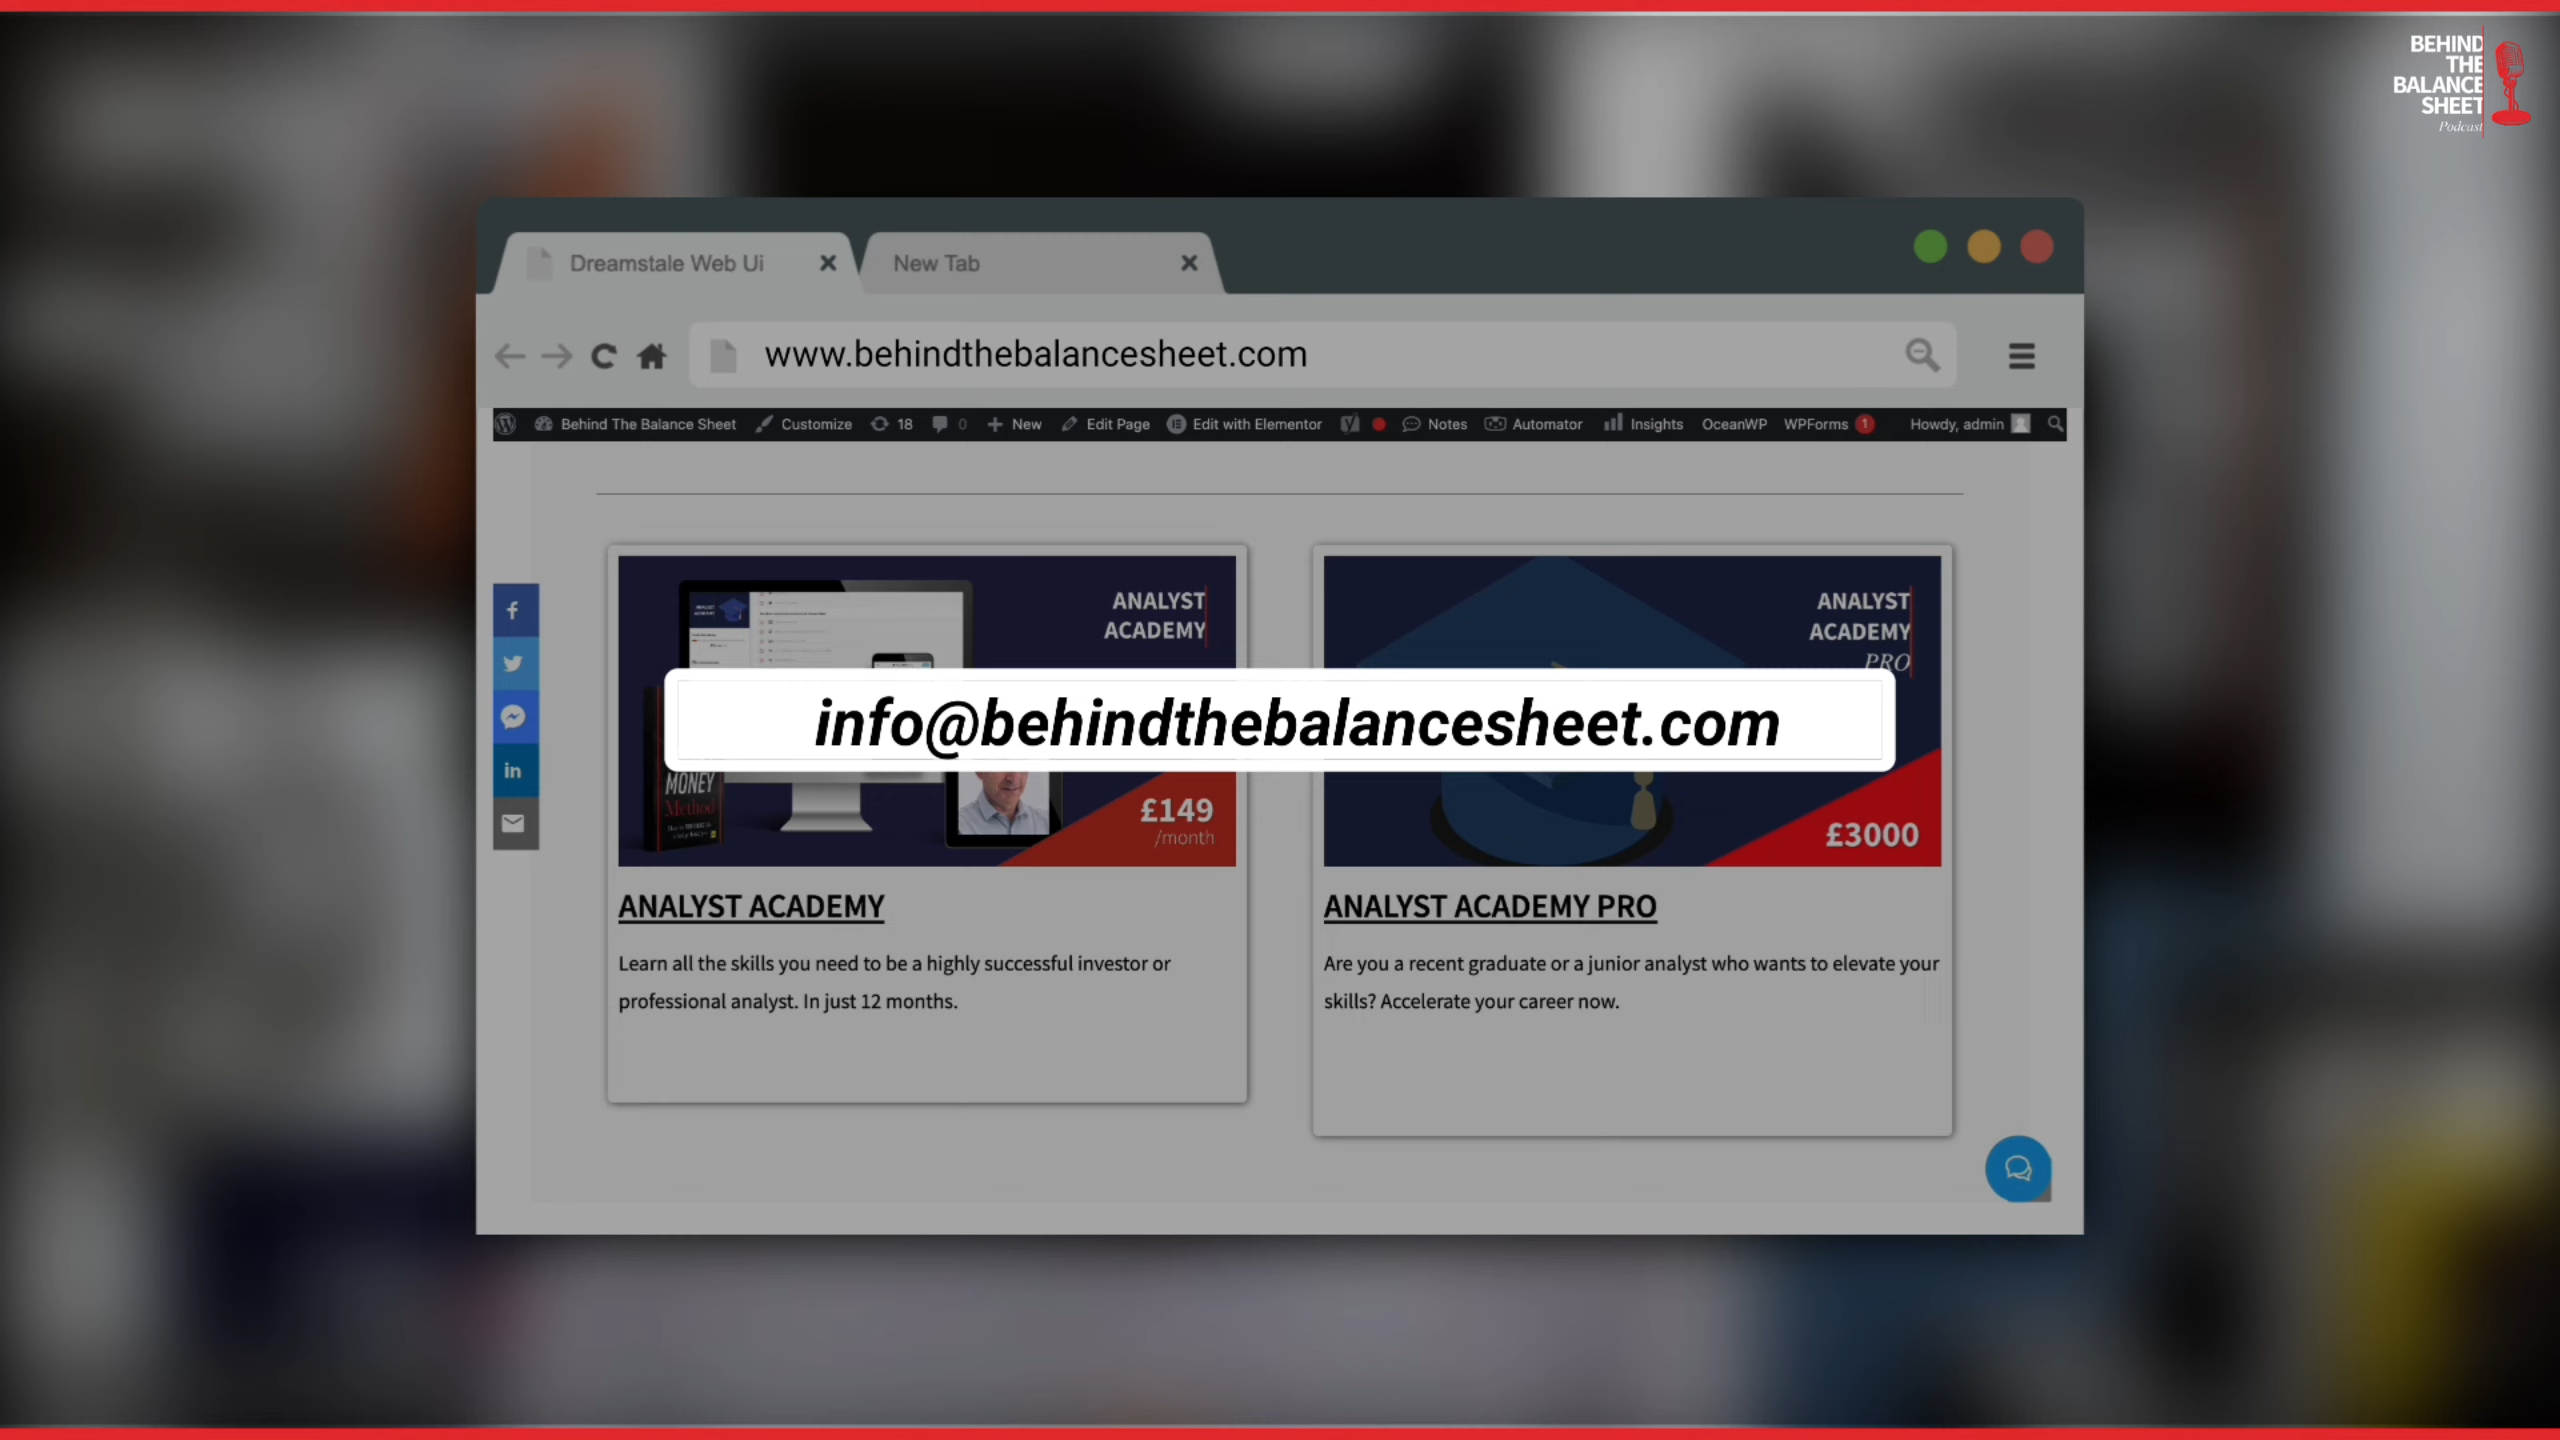 BEHIND
THE
BALANCE
SHEET
Podcast
Dreamstale Web Ui
New Tab
www.behindthebalancesheet.com
Behind The Balance Sheet Customize 18 0 New Edit Page Edit with Elementor Notes Automator Insights OceanWP WPForms 1 Howdy, admin
ANALYST
ACADEMY
ANALYST
ACADEMY
PRO
info@behindthebalancesheet.com
MONEY
Method
£149
/month
£3000
ANALYST ACADEMY
Learn all the skills you need to be a highly successful investor or
professional analyst. In just 12 months.
ANALYST ACADEMY PRO
Are you a recent graduate or a junior analyst who wants to elevate your
skills? Accelerate your career now.